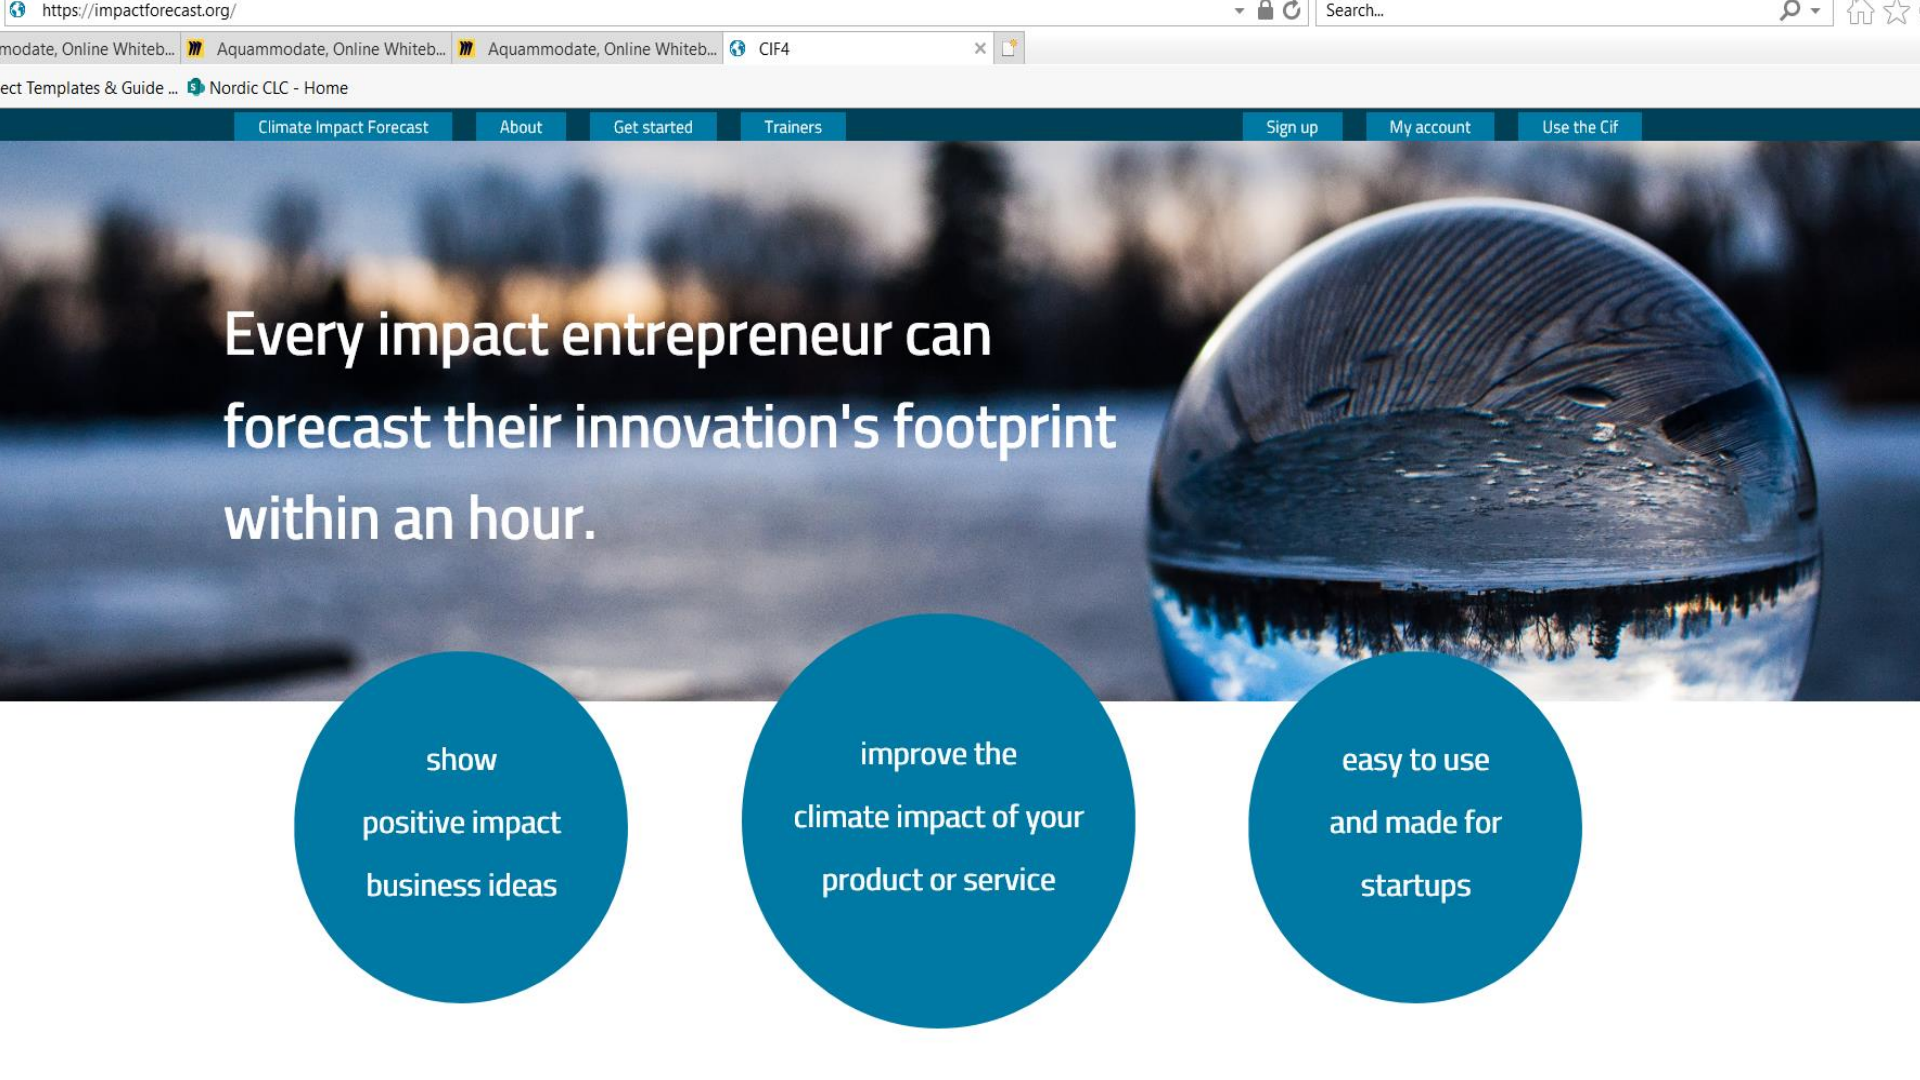 https://impactforecast.org/
Search...
modate, Online Whiteb...
Aquammodate, Online Whiteb...
Aquammodate, Online Whiteb...
CIF4
ect Templates & Guide ...
Nordic CLC - Home
Climate Impact Forecast
About
Get started
Trainers
Sign up
My account
Use the Cif
Every impact entrepreneur can
forecast their innovation's footprint
within an hour.
show
positive impact
business ideas
improve the
climate impact of your
product or service
easy to use
and made for
startups